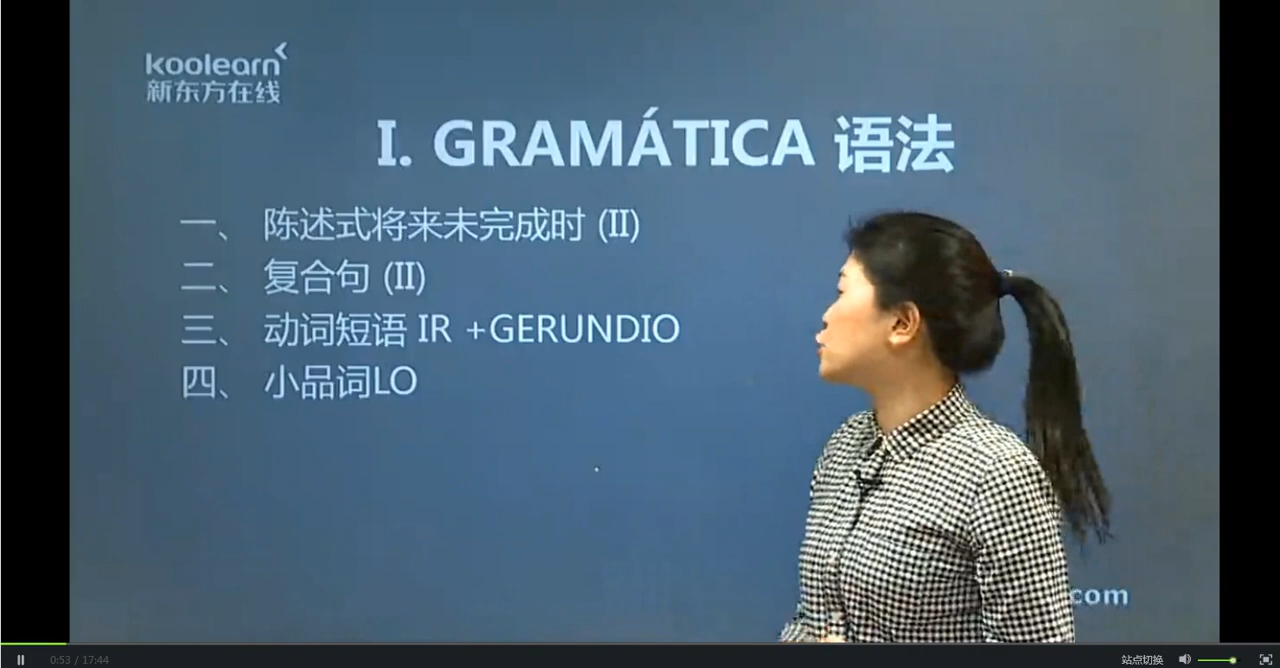 koolearn
新东方在线
I. GRAMÁTICA 语法
一、 陈述式将来未完成时 (II)
二、 复合句 (II)
三、 动词短语 IR +GERUNDIO
四、 小品词LO
com
0:53 / 17:44
站点切换